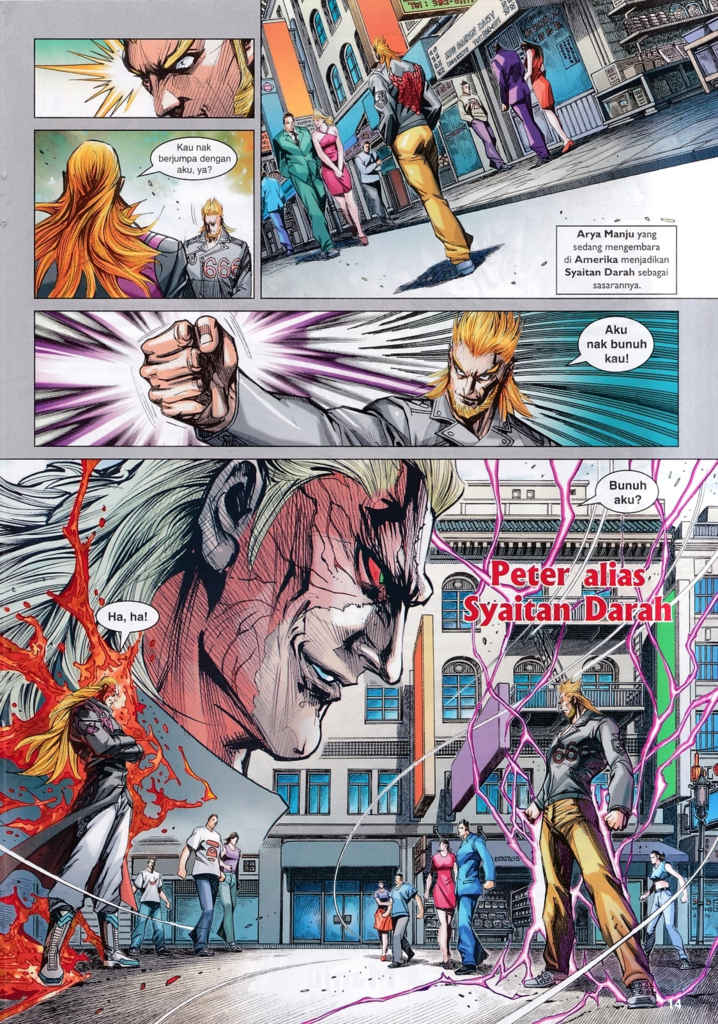 Kau nak
berjumpa dengan
aku, ya?
666
Arya Manju yang
sedang mengembara
di Amerika menjadikan
Syaitan Darah sebagai
sasarannya.
Aku
nak bunuh
kau!
Bunuh
aku?
Peter alias
Syaitan Darah
Ha, ha!
14